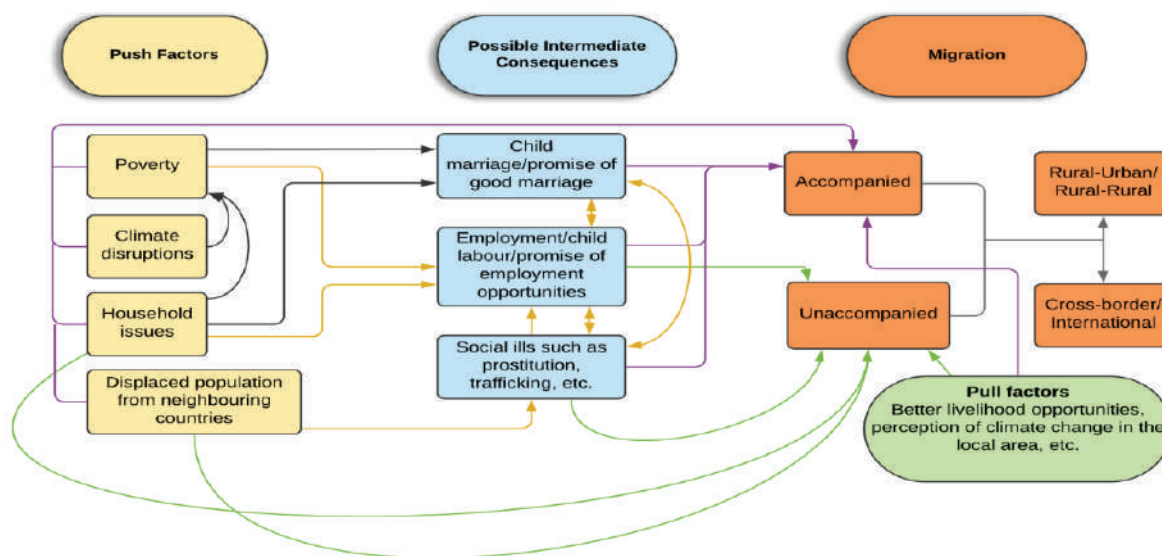 Push Factors
Possible Intermediate
Consequences
Migration
Poverty
Climate
disruptions
Household
issues
Displaced population
from neighbouring
countries
Child
marriage/promise of
good marriage
Employment/child
labour/promise of
employment
opportunities
Social ills such as
prostitution,
trafficking, etc.
Accompanied
Unaccompanied
Rural-Urban/
Rural-Rural
Cross-border/
International
Pull factors
Better livelihood opportunities,
perception of climate change in the
local area, etc.